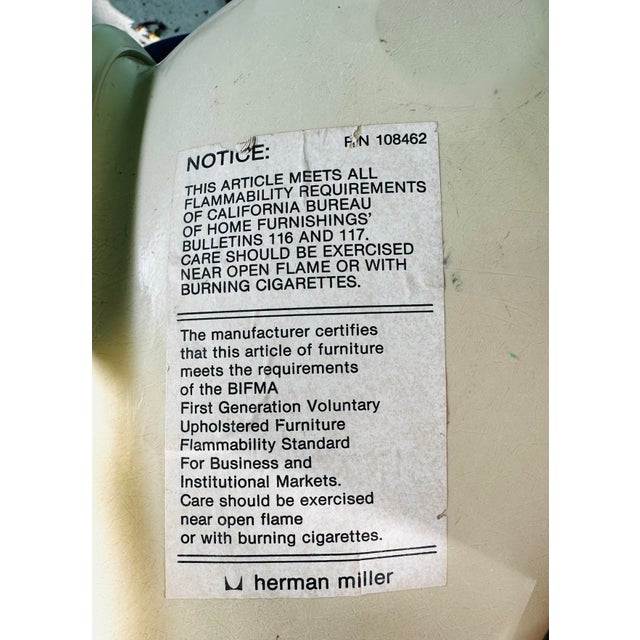 NOTICE: P/N 108462
THIS ARTICLE MEETS ALL
FLAMMABILITY REQUIREMENTS
OF CALIFORNIA BUREAU
OF HOME FURNISHINGS'
BULLETINS 116 AND 117.
CARE SHOULD BE EXERCISED
NEAR OPEN FLAME OR WITH
BURNING CIGARETTES.
The manufacturer certifies
that this article of furniture
meets the requirements
of the BIFMA
First Generation Voluntary
Upholstered Furniture
Flammability Standard
For Business and
Institutional Markets.
Care should be exercised
near open flame
or with burning cigarettes.
herman miller